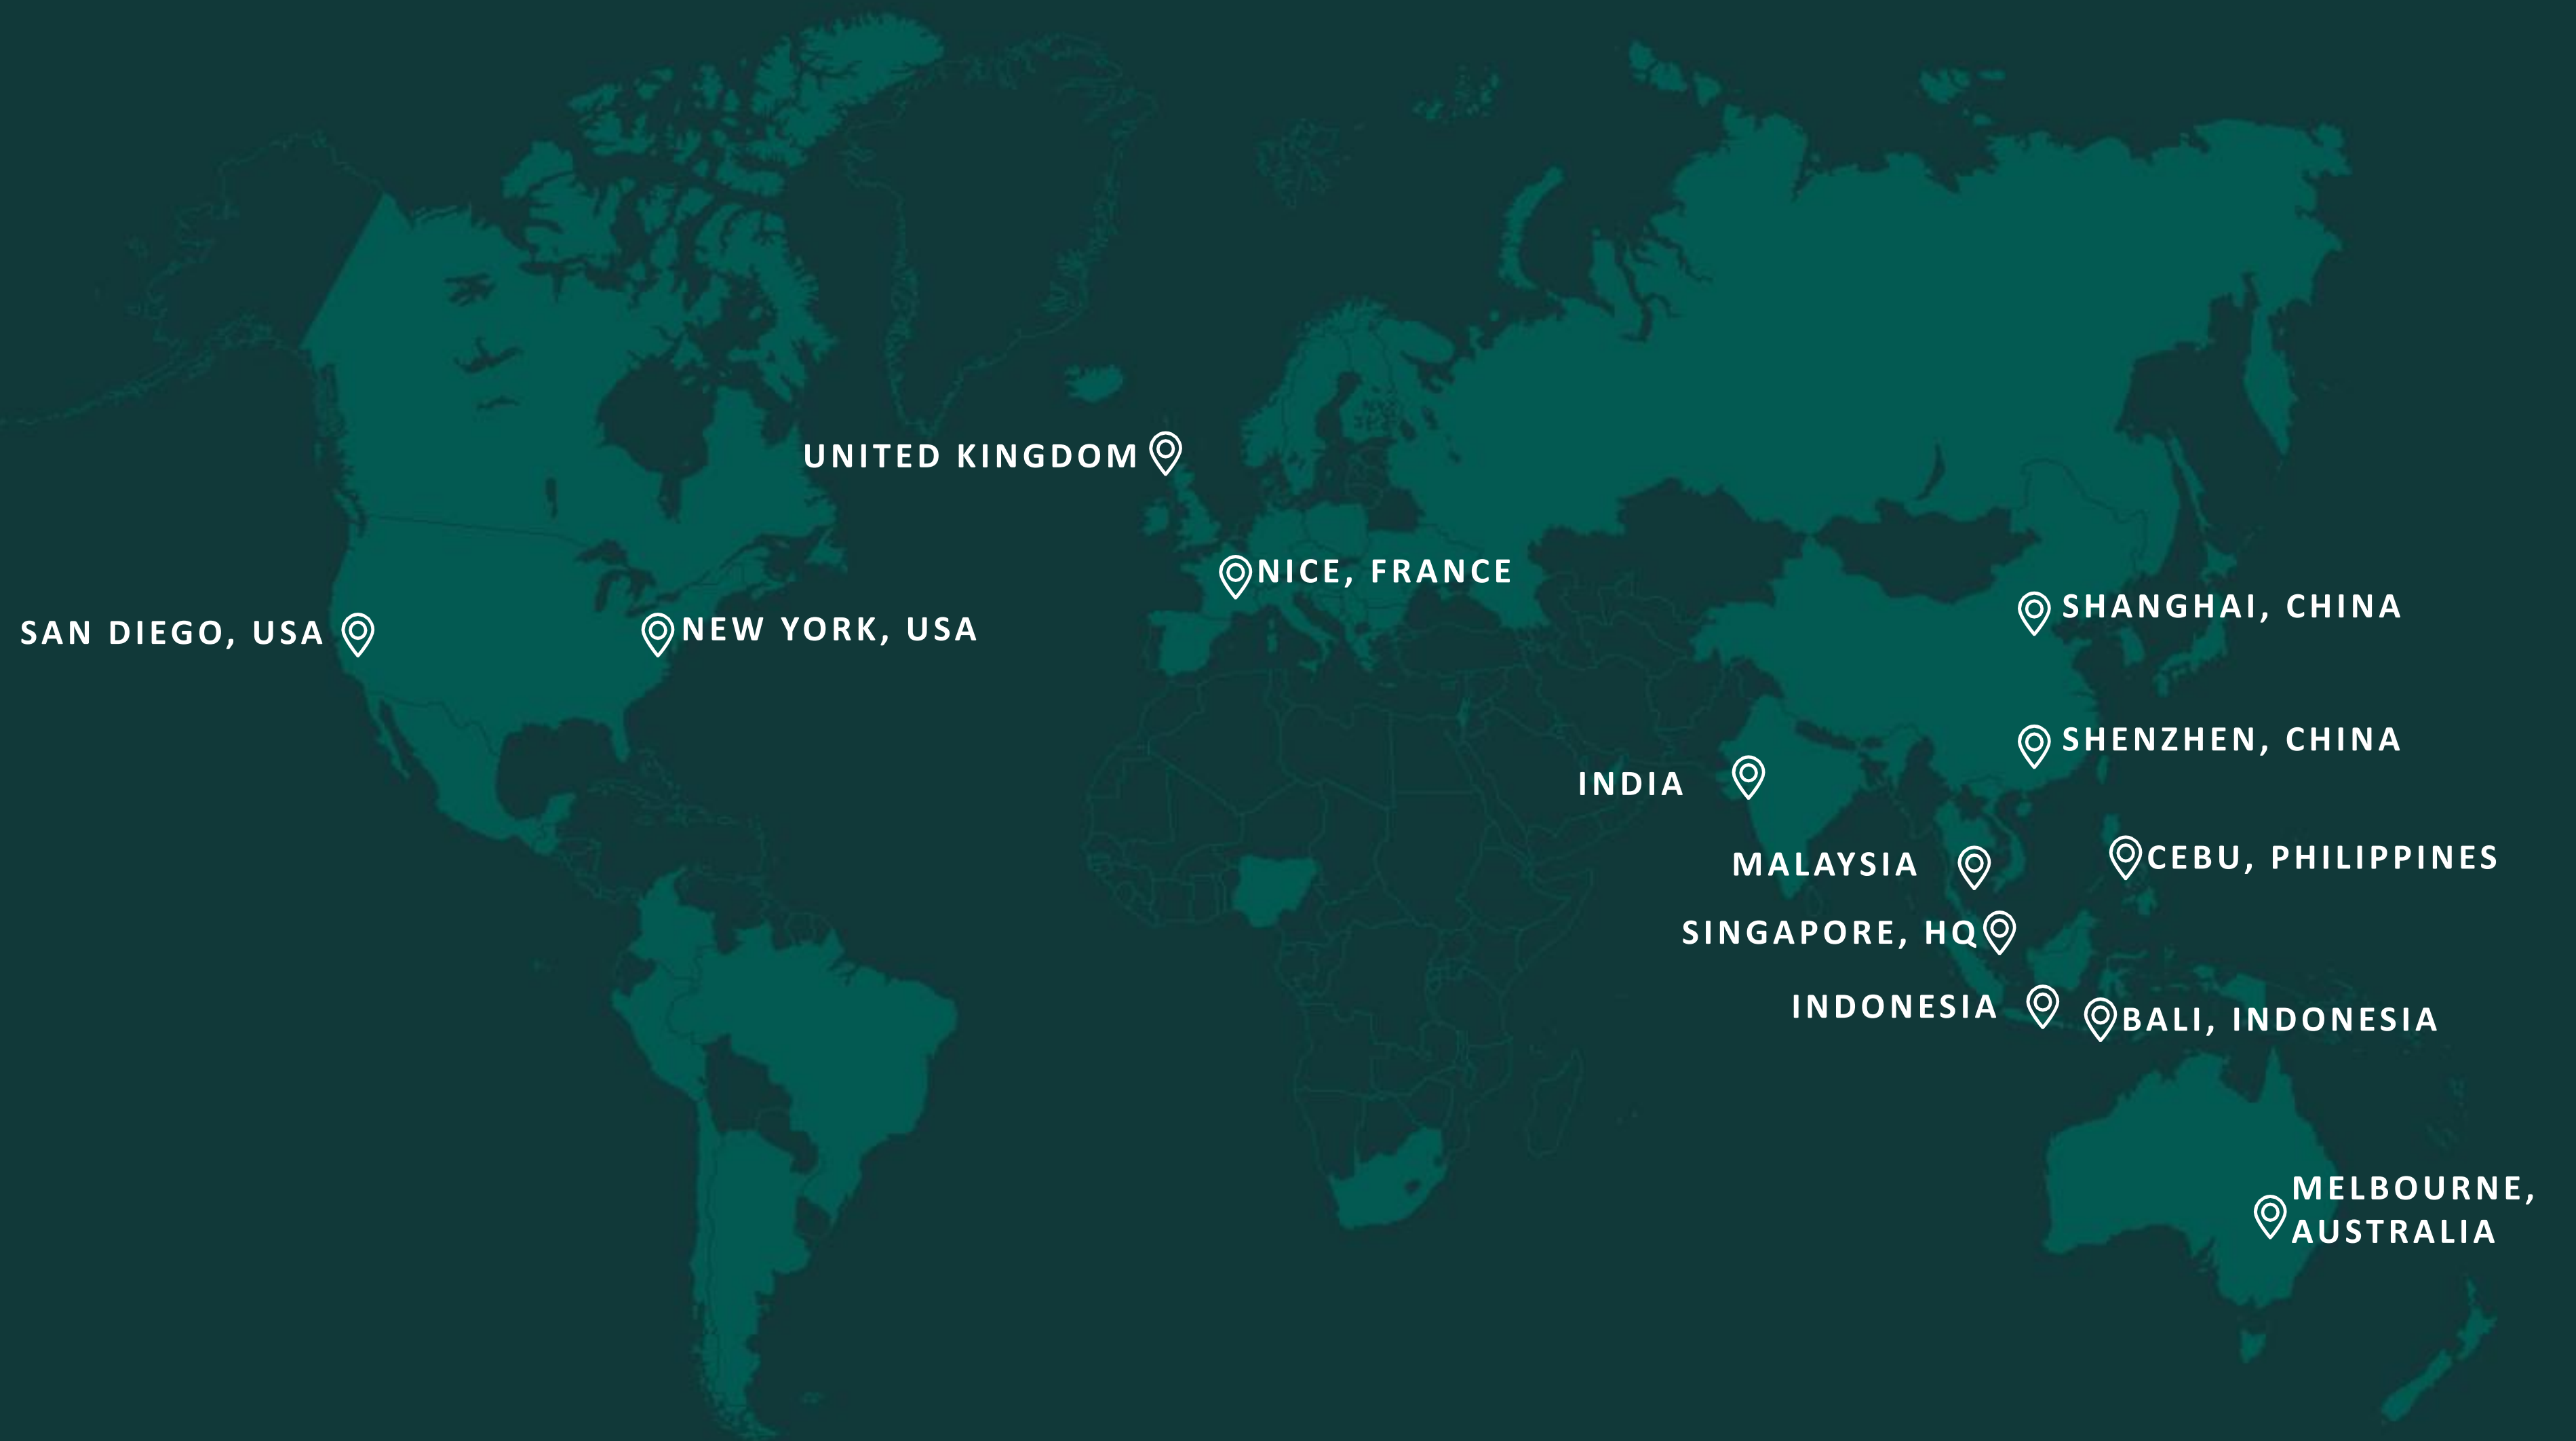 UNITED KINGDOM
NICE, FRANCE
SAN DIEGO, USA
NEW YORK, USA
SHANGHAI, CHINA
SHENZHEN, CHINA
INDIA
MALAYSIA
CEBU, PHILIPPINES
SINGAPORE, HQ
INDONESIA
BALI, INDONESIA
MELBOURNE,
AUSTRALIA